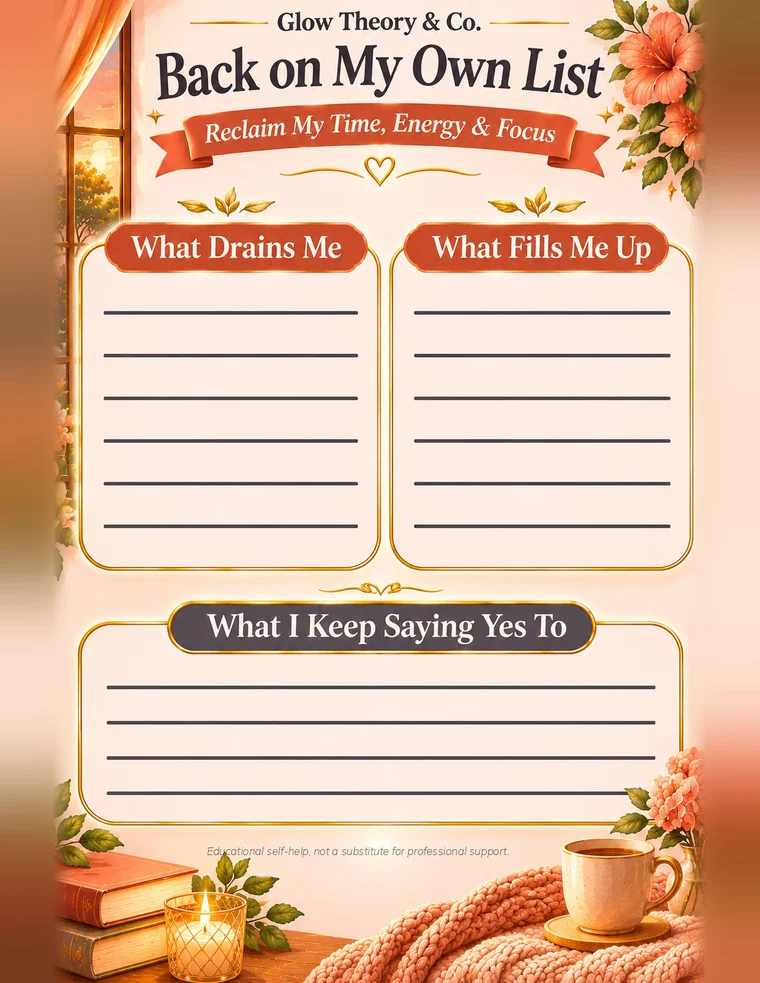 Glow Theory & Co.
Back on My Own List
Reclaim My Time, Energy & Focus
What Drains Me
What Fills Me Up
What I Keep Saying Yes To
Educational self-help, not a substitute for professional support.